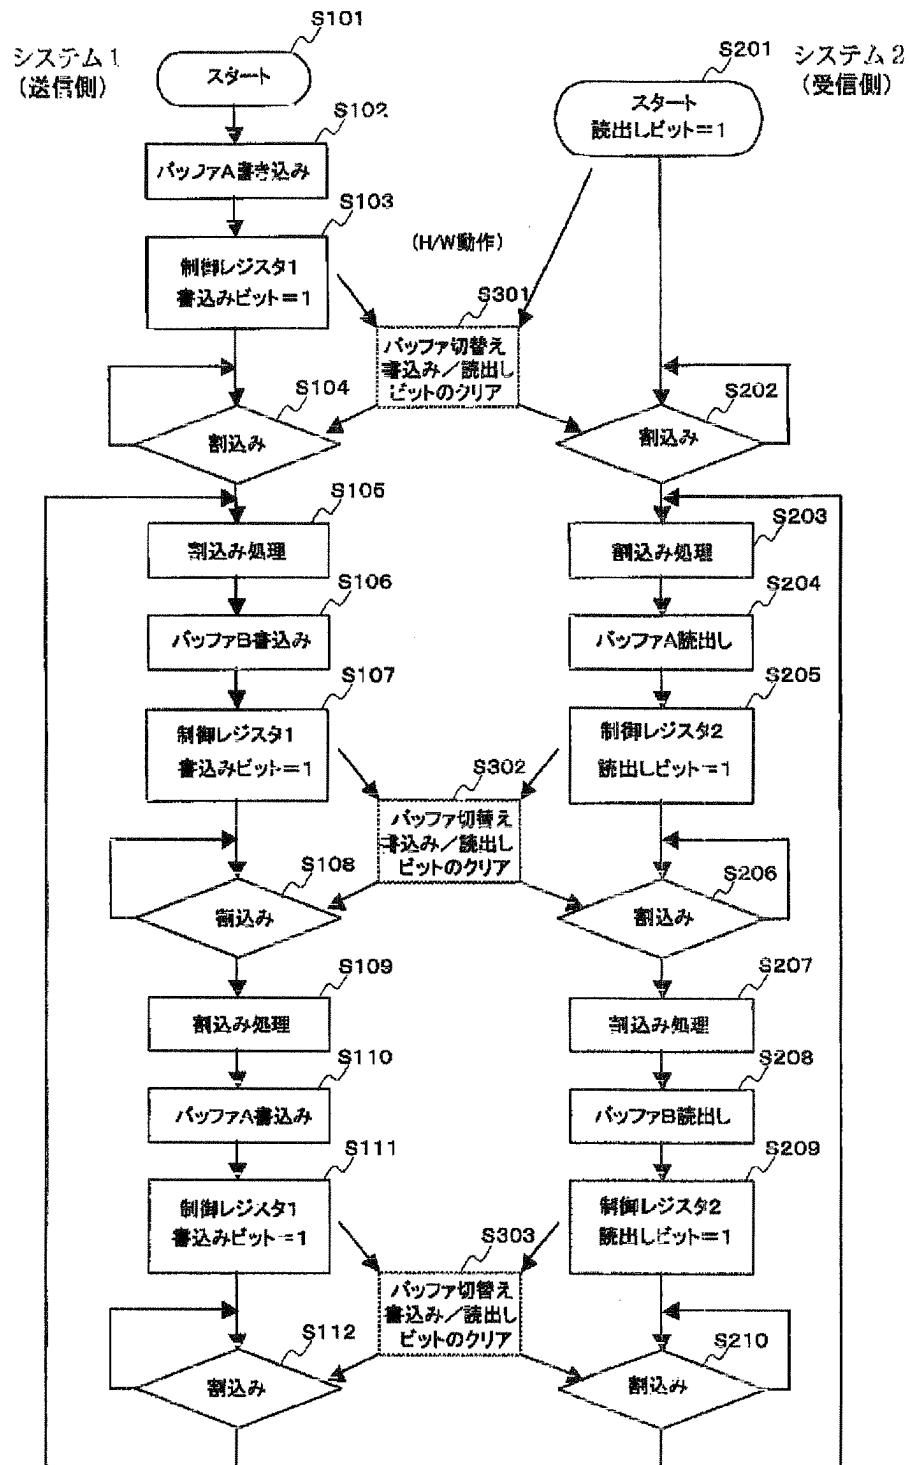 システム1
(送信側)
S101
スタート
S102
バッファA書き込み
S103
制御レジスタ1
書込みビット=1
S104
割込み
S105
割込み処理
S106
バッファB書込み
S107
制御レジスタ1
書込みビット=1
S108
割込み
S109
割込み処理
S110
バッファA書込み
S111
制御レジスタ1
書込みビット=1
S112
割込み
(H/W動作)
S301
バッファ切替え
書込み/読出し
ビットのクリア
S302
バッファ切替え
書込み/読出し
ビットのクリア
S303
バッファ切替え
書込み/読出し
ビットのクリア
システム2
(受信側)
S201
スタート
読出しビット=1
S202
割込み
S203
割込み処理
S204
バッファA読出し
S205
制御レジスタ2
読出しビット=1
S206
割込み
S207
割込み処理
S208
バッファB読出し
S209
制御レジスタ2
読出しビット=1
S210
割込み